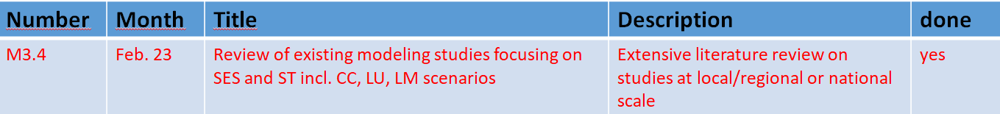 Number Month Title Description done
M3.4 Feb. 23 Review of existing modeling studies focusing on Extensive literature review on yes
SES and ST incl. CC, LU, LM scenarios studies at local/regional or national
scale